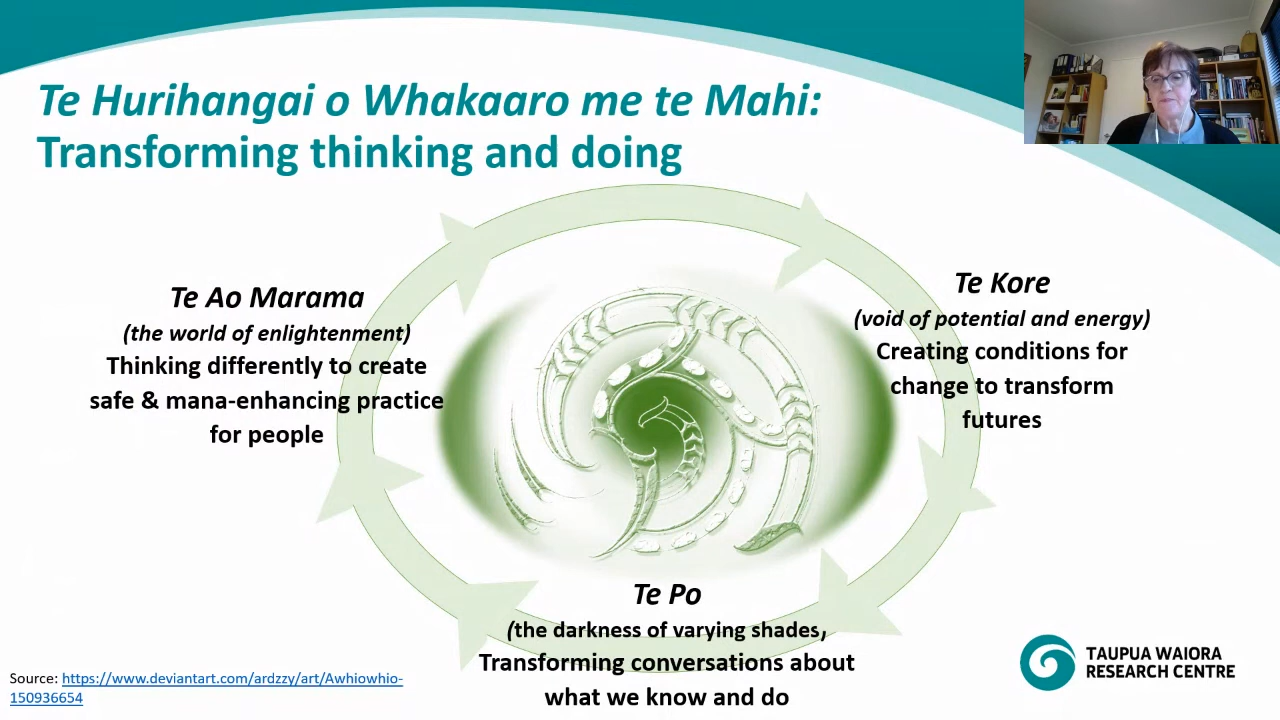 Te Hurihangai o Whakaaro me te Mahi:
Transforming thinking and doing
Te Ao Marama
(the world of enlightenment)
Thinking differently to create
safe & mana-enhancing practice
for people
Te Kore
(void of potential and energy)
Creating conditions for
change to transform
futures
Te Po
(the darkness of varying shades,
Transforming conversations about
what we know and do
Source: https://www.deviantart.com/ardzzy/art/Awhiowhio-
150936654
TAUPUA WAIORA
RESEARCH CENTRE